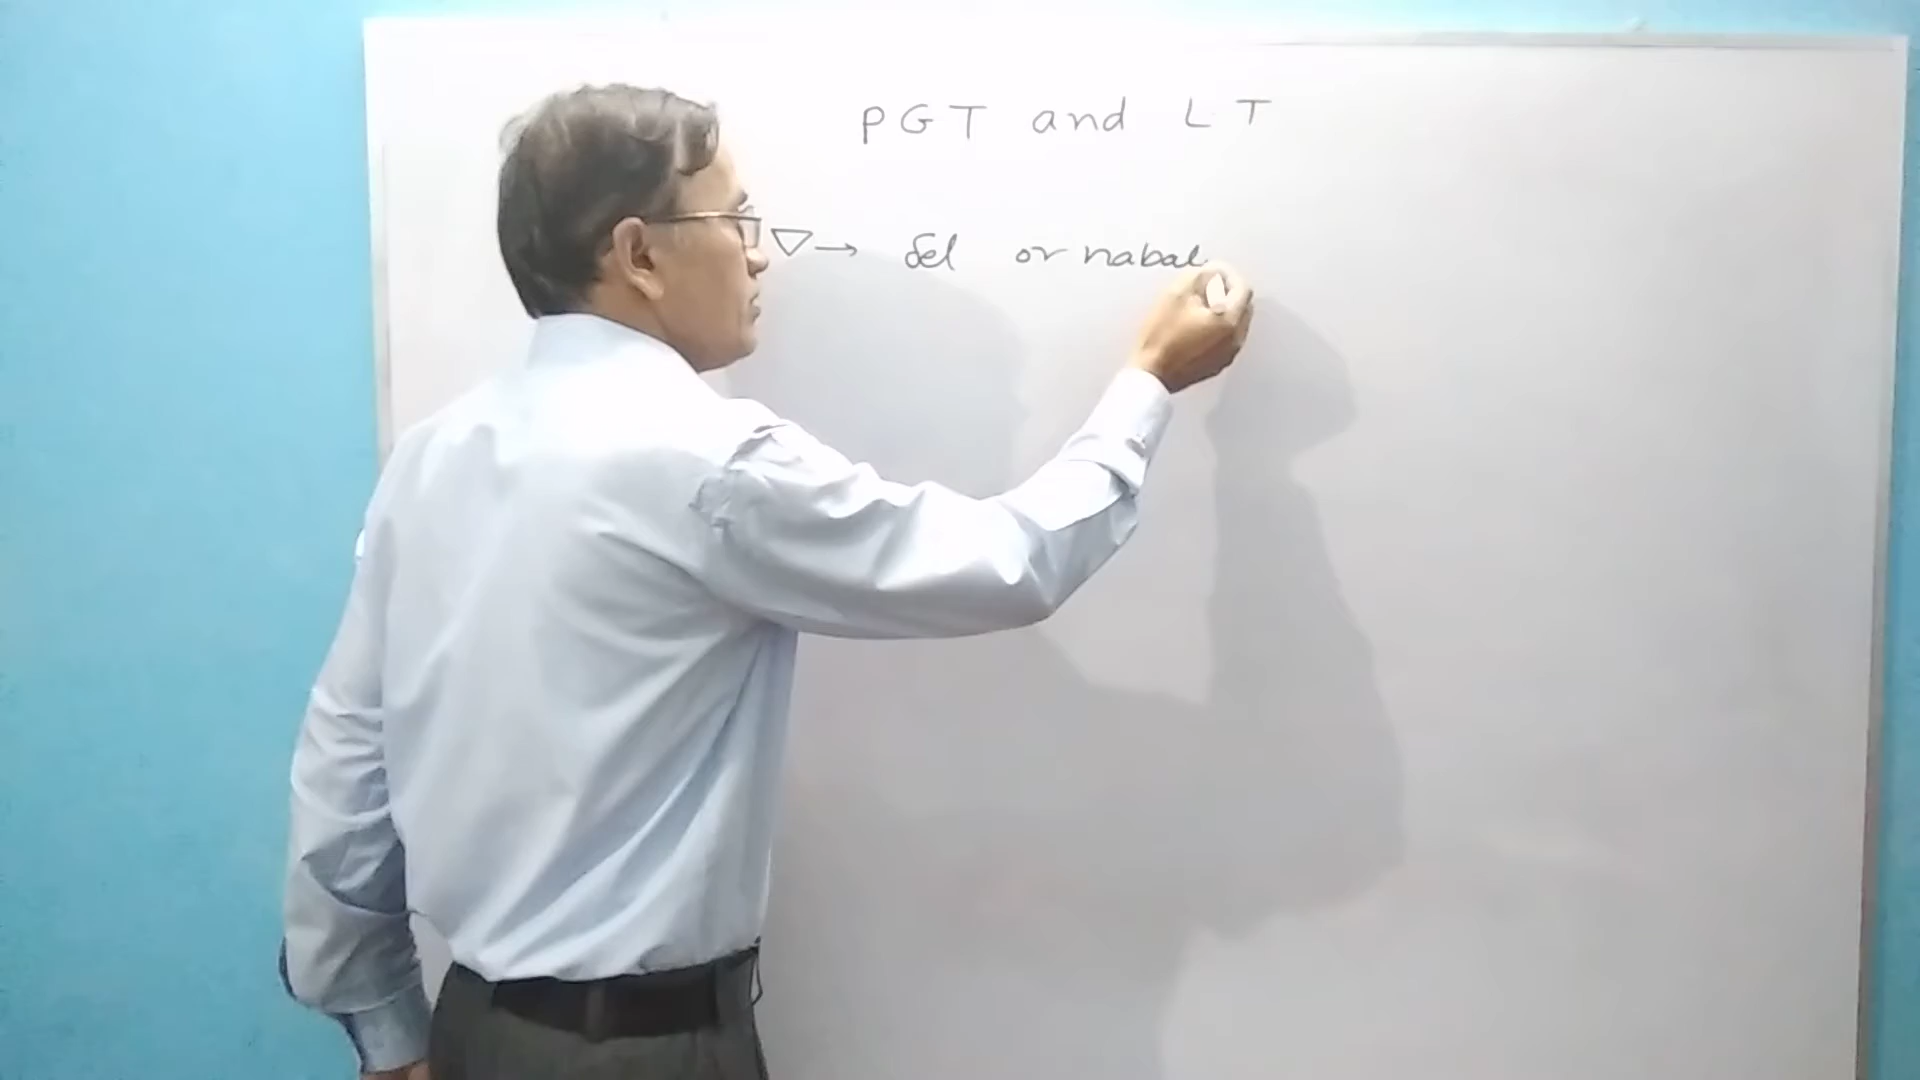 PGT and LT
▽→ del or nabal